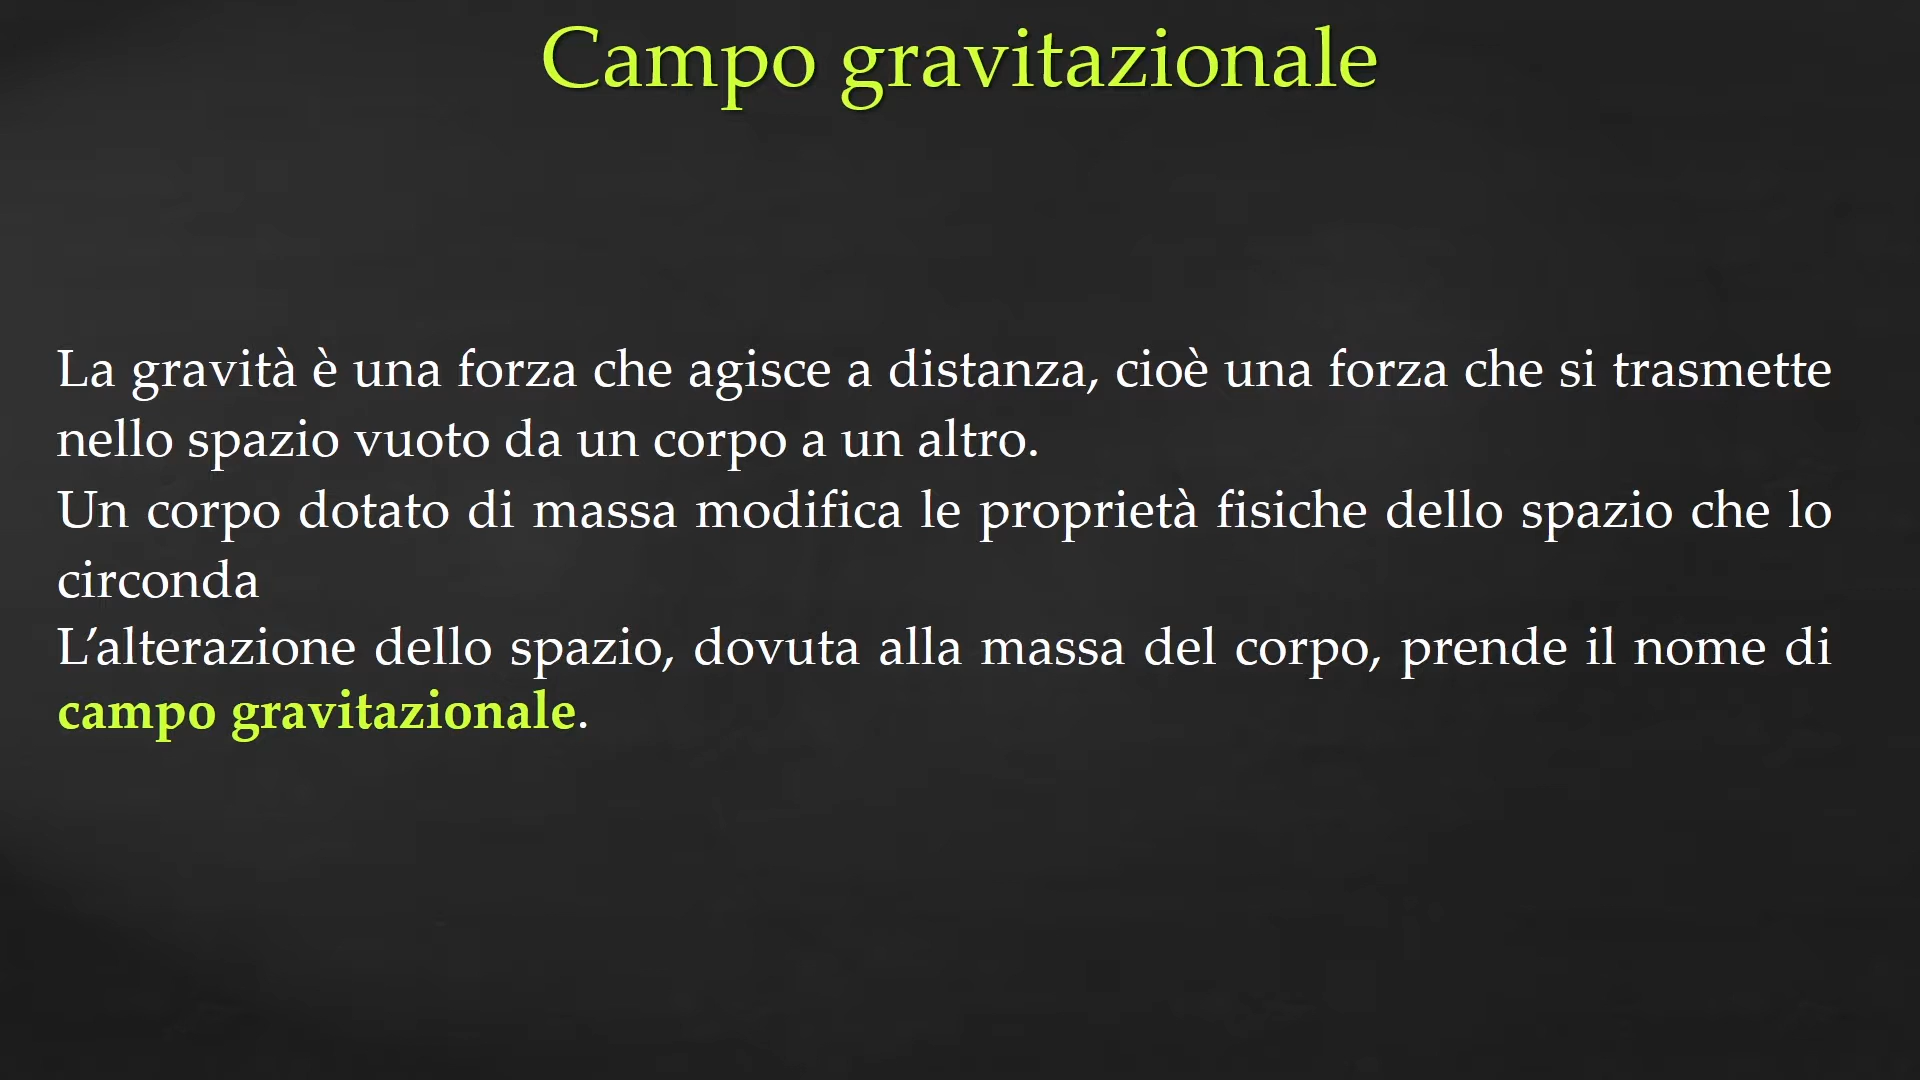 Campo gravitazionale
La gravità è una forza che agisce a distanza, cioè una forza che si trasmette
nello spazio vuoto da un corpo a un altro.
Un corpo dotato di massa modifica le proprietà fisiche dello spazio che lo
circonda
L’alterazione dello spazio, dovuta alla massa del corpo, prende il nome di
campo gravitazionale.